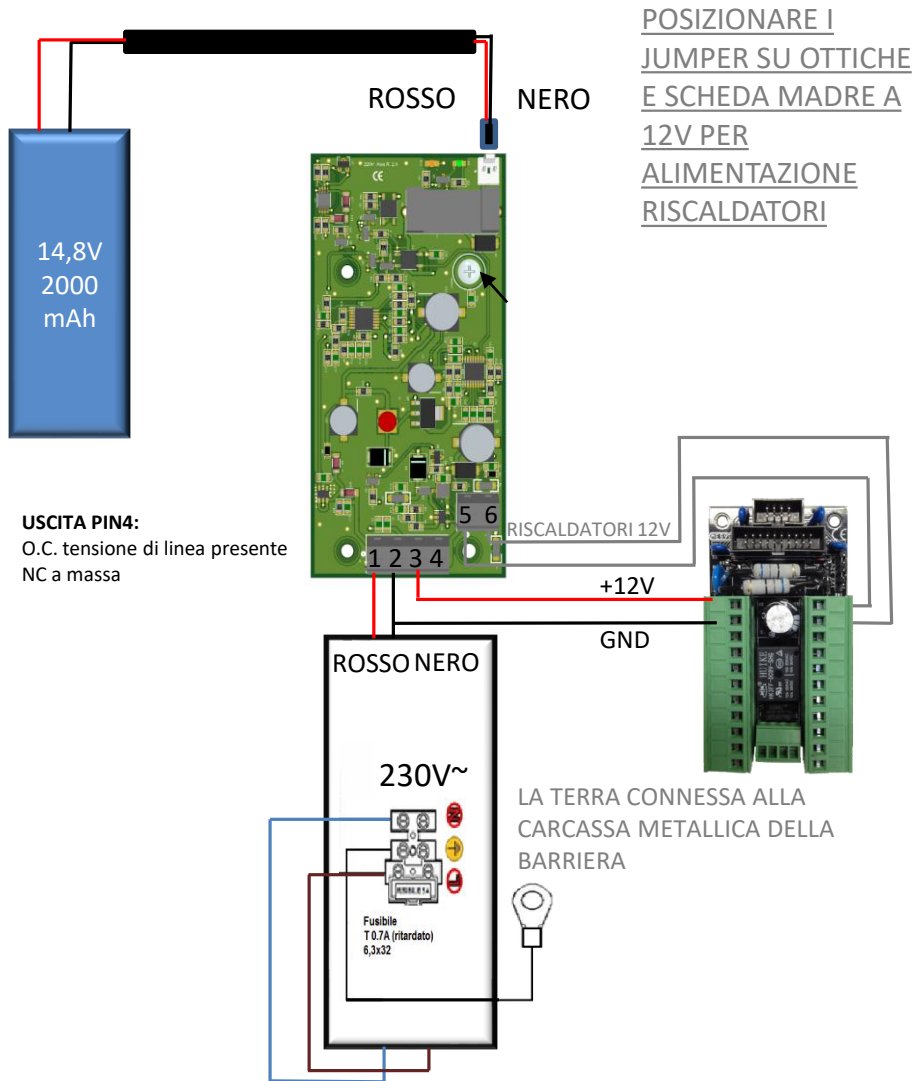 POSIZIONARE I
JUMPER SU OTTICHE
E SCHEDA MADRE A
12V PER
ALIMENTAZIONE
RISCALDATORI
ROSSO NERO
14,8V
2000
mAh
CE
USCITA PIN4:
O.C. tensione di linea presente
NC a massa
5 6
RISCALDATORI 12V
1 2 3 4
+12V
GND
ROSSO NERO
HUIKE
230V~
N
L
Fusibile
T 0.7A (ritardato)
6,3x32
LA TERRA CONNESSA ALLA
CARCASSA METALLICA DELLA
BARRIERA